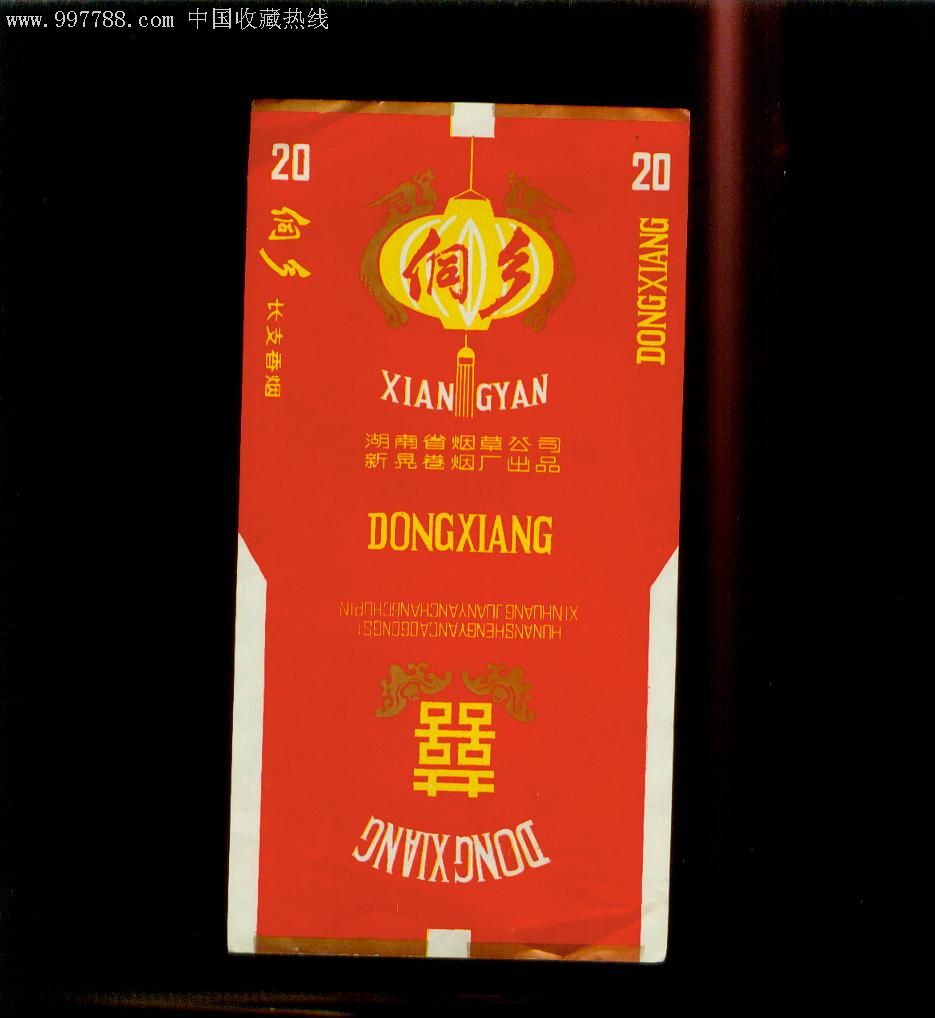 www.997788.com 中国收藏热线
20
侗乡
长支香烟
侗乡
XIANGYAN
湖南省烟草公司
新晃卷烟厂出品
DONGXIANG
20
DONGXIANG
HUNANSHENGYANCAOGONGSI
XINHUANGJUANYANCHANGCHUPIN
囍
DONGXIANG